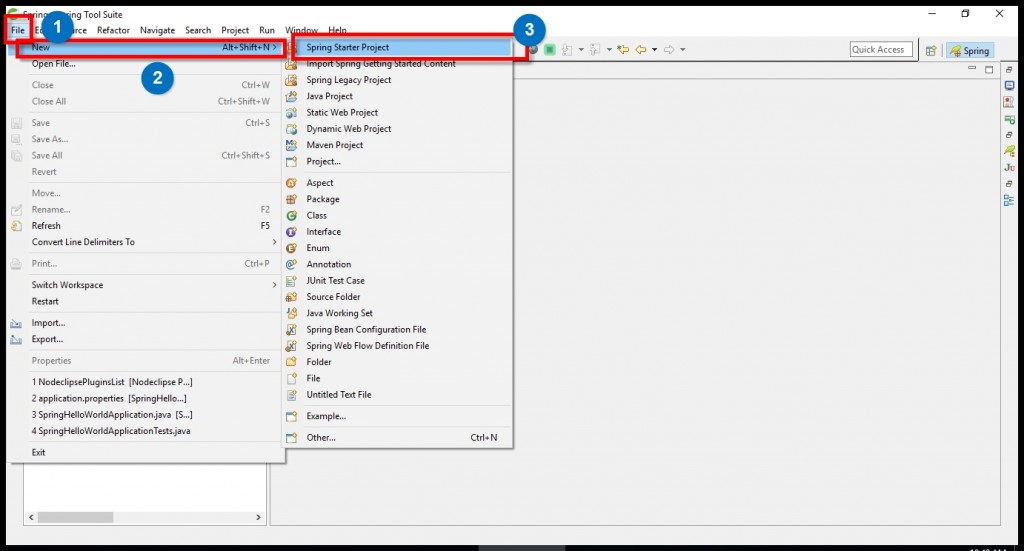 Spring Tool Suite
1
3
File Refactor Navigate Search Project Run Window Help
New Alt+Shift+N
2
Open File...
Close Ctrl+W
Close All Ctrl+Shift+W
Save Ctrl+S
Save As...
Save All Ctrl+Shift+S
Revert
Move...
Rename... F2
Refresh F5
Convert Line Delimiters To
Print... Ctrl+P
Switch Workspace
Restart
Import...
Export...
Properties Alt+Enter
1 NodeclipsePluginsList [Nodeclipse P...]
2 application.properties [SpringHello...]
3 SpringHelloWorldApplication.java [S...]
4 SpringHelloWorldApplicationTests.java
Exit
Spring Starter Project
Import Spring Getting Started Content
Spring Legacy Project
Java Project
Static Web Project
Dynamic Web Project
Maven Project
Project...
Aspect
Package
Class
Interface
Enum
Annotation
JUnit Test Case
Source Folder
Java Working Set
Spring Bean Configuration File
Spring Web Flow Definition File
Folder
File
Untitled Text File
Example...
Other... Ctrl+N
Quick Access
Spring
Ju